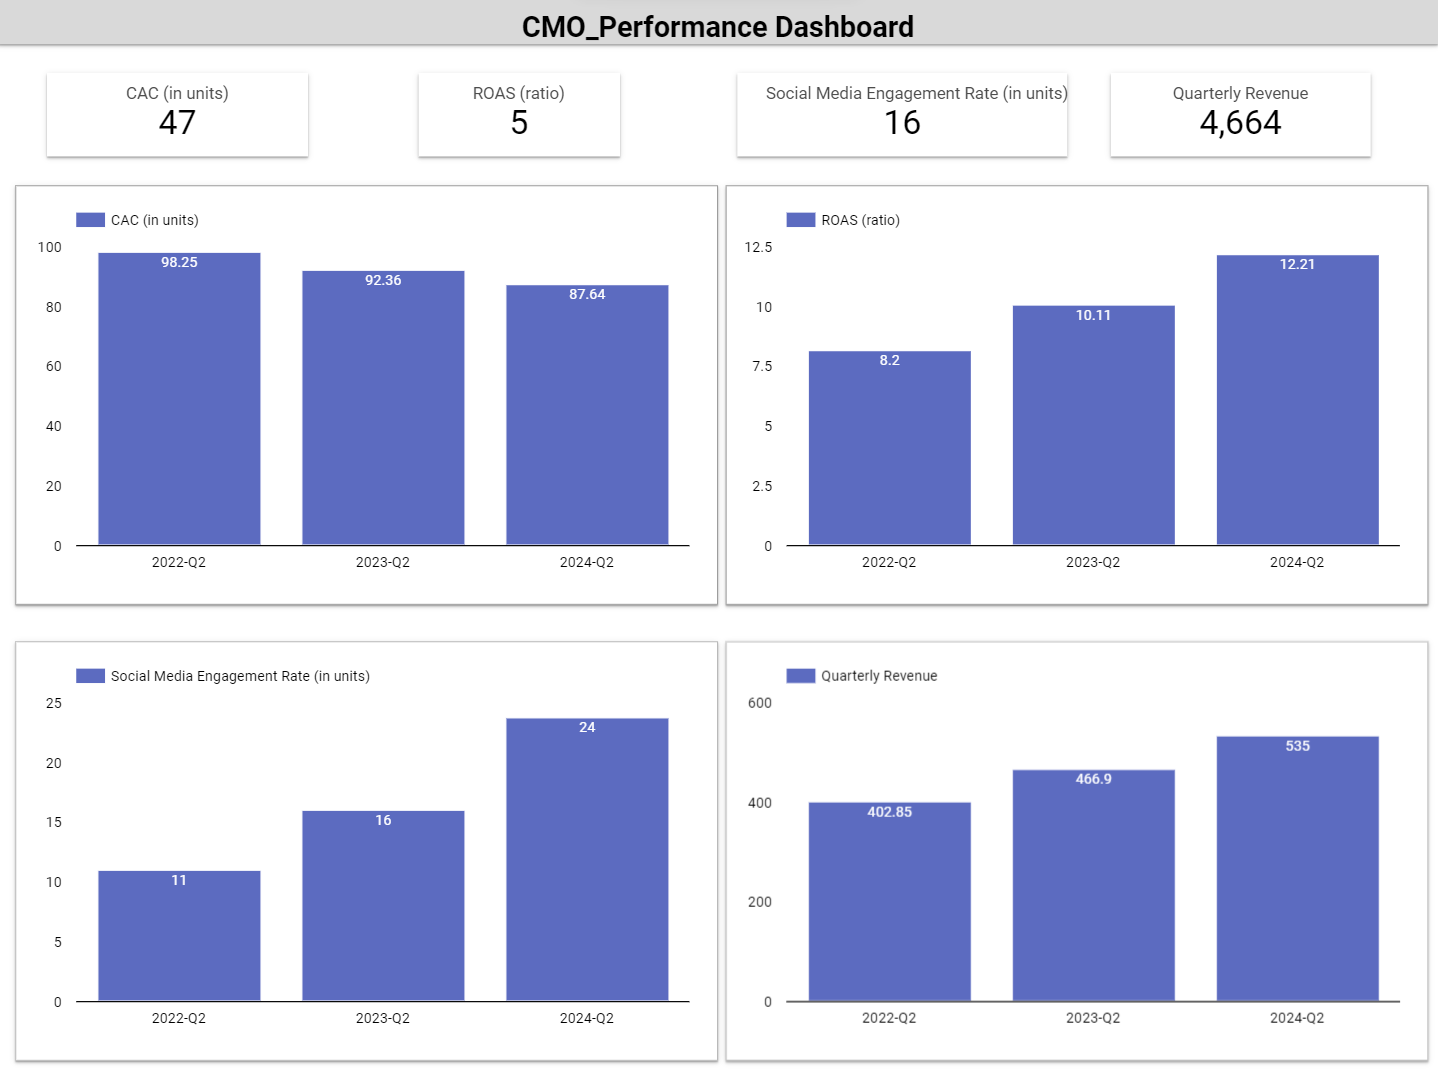 CMO_Performance Dashboard
CAC (in units)
47
ROAS (ratio)
5
Social Media Engagement Rate (in units)
16
Quarterly Revenue
4,664
CAC (in units)
100
80
60
40
20
0
98.25
92.36
87.64
2022-Q2
2023-Q2
2024-Q2
ROAS (ratio)
12.5
10
7.5
5
2.5
0
8.2
10.11
12.21
2022-Q2
2023-Q2
2024-Q2
Social Media Engagement Rate (in units)
25
20
15
10
5
0
11
16
24
2022-Q2
2023-Q2
2024-Q2
Quarterly Revenue
600
400
200
0
402.85
466.9
535
2022-Q2
2023-Q2
2024-Q2